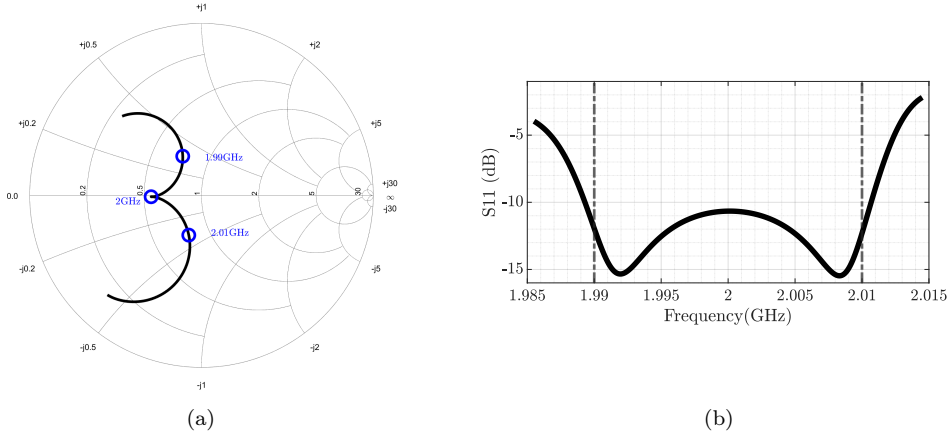 +j1
+j0.5
+j2
+j0.2
+j5
0.0
0.2
0.5
1
2
5
30
+j30
∞
-j30
1.99GHz
2GHz
2.01GHz
-j0.2
-j5
-j0.5
-j2
-j1
(a)
S11 (dB)
-5
-10
-15
1.985
1.99
1.995
2
2.005
2.01
2.015
Frequency(GHz)
(b)